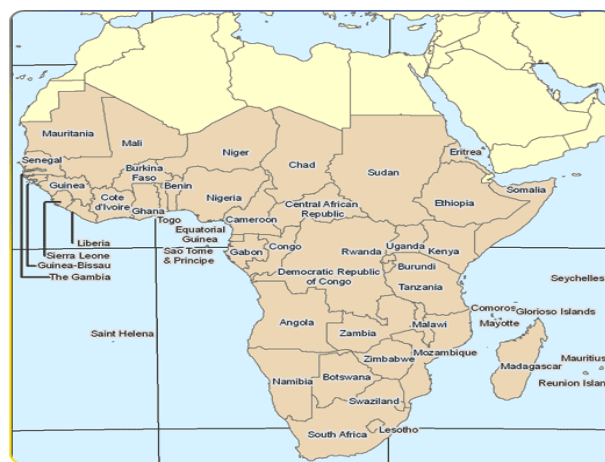 Mauritania
Mali
Niger
Chad
Sudan
Eritrea
Senegal
Burkina
Faso
Guinea
Benin
Nigeria
Cote
d'Ivoire
Ghana
Togo
Central African
Republic
Ethiopia
Somalia
Cameroon
Equatorial
Guinea
Liberia
Sierra Leone
Guinea-Bissau
The Gambia
Sao Tome
& Principe
Gabon
Congo
Rwanda
Uganda
Kenya
Burundi
Democratic Republic
of Congo
Tanzania
Seychelles
Comoros
Glorioso Islands
Mayotte
Angola
Zambia
Malawi
Saint Helena
Zimbabwe
Mozambique
Madagascar
Mauritius
Reunion Islan
Namibia
Botswana
Swaziland
South Africa
Lesotho